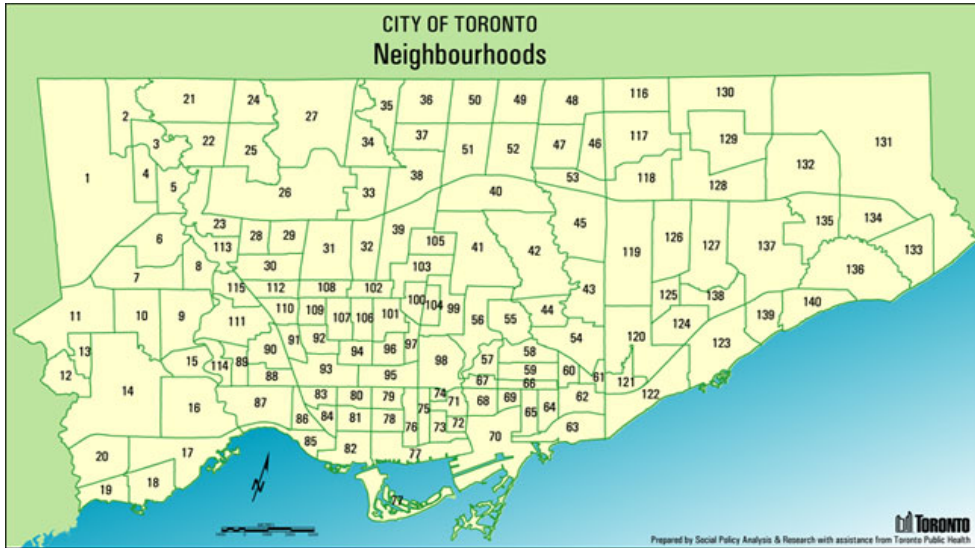 CITY OF TORONTO
Neighbourhoods
21 24 27 35 36 50 49 48 116 130
2 3 22 25 34 37 51 52 47 46 117 129 131
1 4 5 26 33 38 40 53 118 128 132
23 39 45 135 134
6 113 28 29 31 32 105 41 42 119 126 127 137 133
7 8 30 103 136
115 112 108 102 43 125 138 140
11 10 9 111 110 109 107 106 101 100 104 99 56 55 44 124 139
13 91 92 94 96 97 98 54 120 123
12 14 15 114 89 90 93 95 57 58 60 61 121
88 67 59 66 122
16 87 83 80 79 74 71 68 69 62
86 84 81 78 75 76 73 72 65 64 63
20 17 85 82 77 70
19 18 77
N
TORONTO
Prepared by Social Policy Analysis & Research with assistance from Toronto Public Health